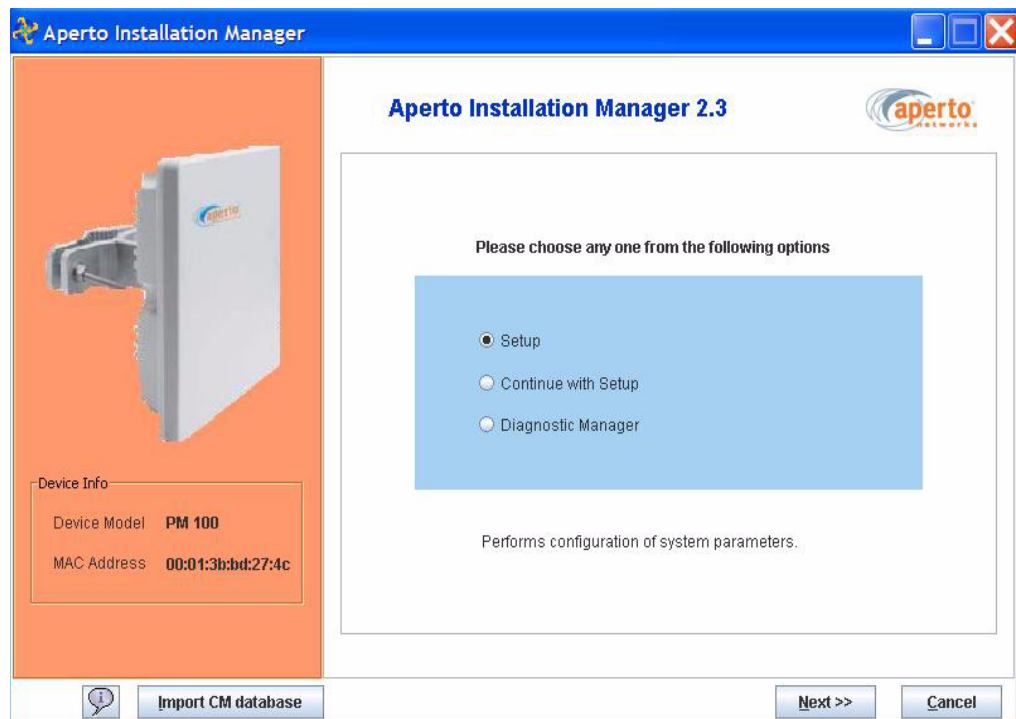 Aperto Installation Manager
Aperto Installation Manager 2.3
aperto
networks
aperto
Please choose any one from the following options
Setup
Continue with Setup
Diagnostic Manager
Device Info
Device Model PM 100
MAC Address 00:01:3b:bd:27:4c
Performs configuration of system parameters.
Import CM database
Next >>
Cancel